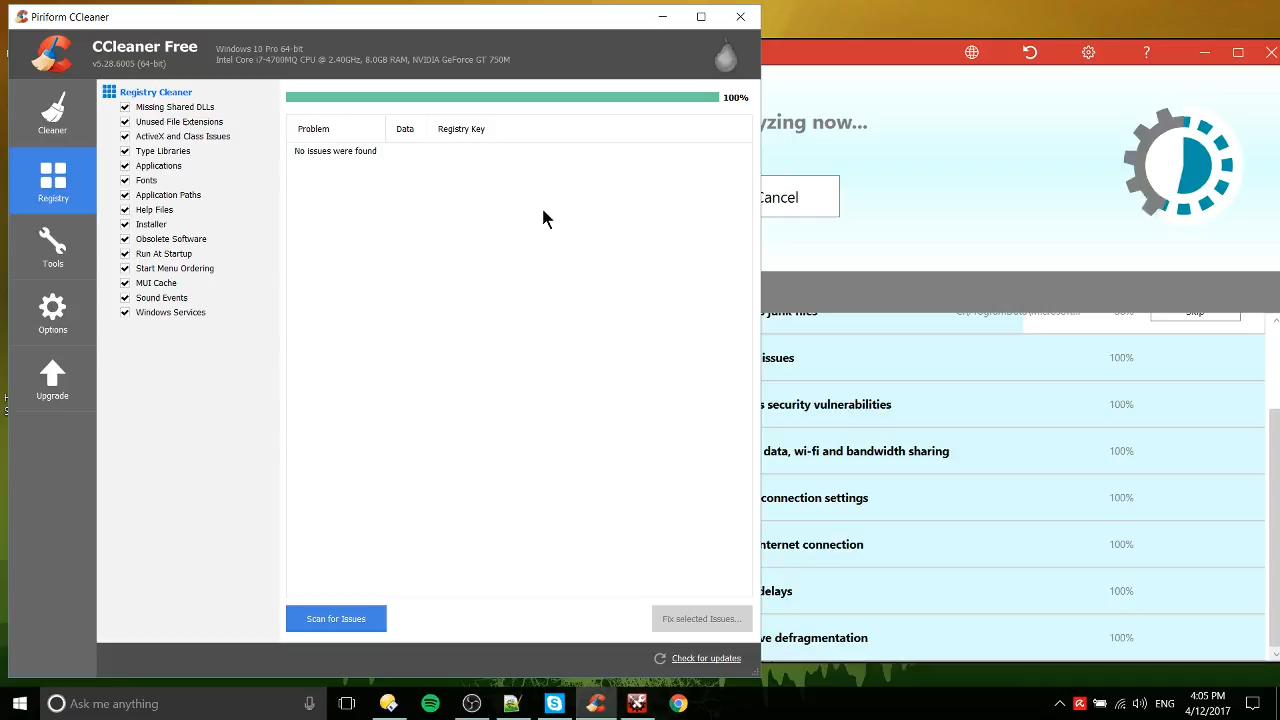 Piriform CCleaner
CCleaner Free
v5.28.6005 (64-bit)
Windows 10 Pro 64-bit
Intel Core i7-4700MQ CPU @ 2.40GHz, 8.0GB RAM, NVIDIA GeForce GT 750M
Cleaner
Registry
Tools
Options
Upgrade
Registry Cleaner
Missing Shared DLLs
Unused File Extensions
ActiveX and Class Issues
Type Libraries
Applications
Fonts
Application Paths
Help Files
Installer
Obsolete Software
Run At Startup
Start Menu Ordering
MUI Cache
Sound Events
Windows Services
100%
Problem Data Registry Key
No issues were found
Scan for Issues
Fix selected Issues...
Check for updates
?
yzing now...
Cancel
junk files
issues 100%
s security vulnerabilities 100%
data, wi-fi and bandwidth sharing 100%
connection settings 100%
nternet connection 100%
delays 100%
ve defragmentation 100%
Ask me anything
ENG
4:05 PM
4/12/2017